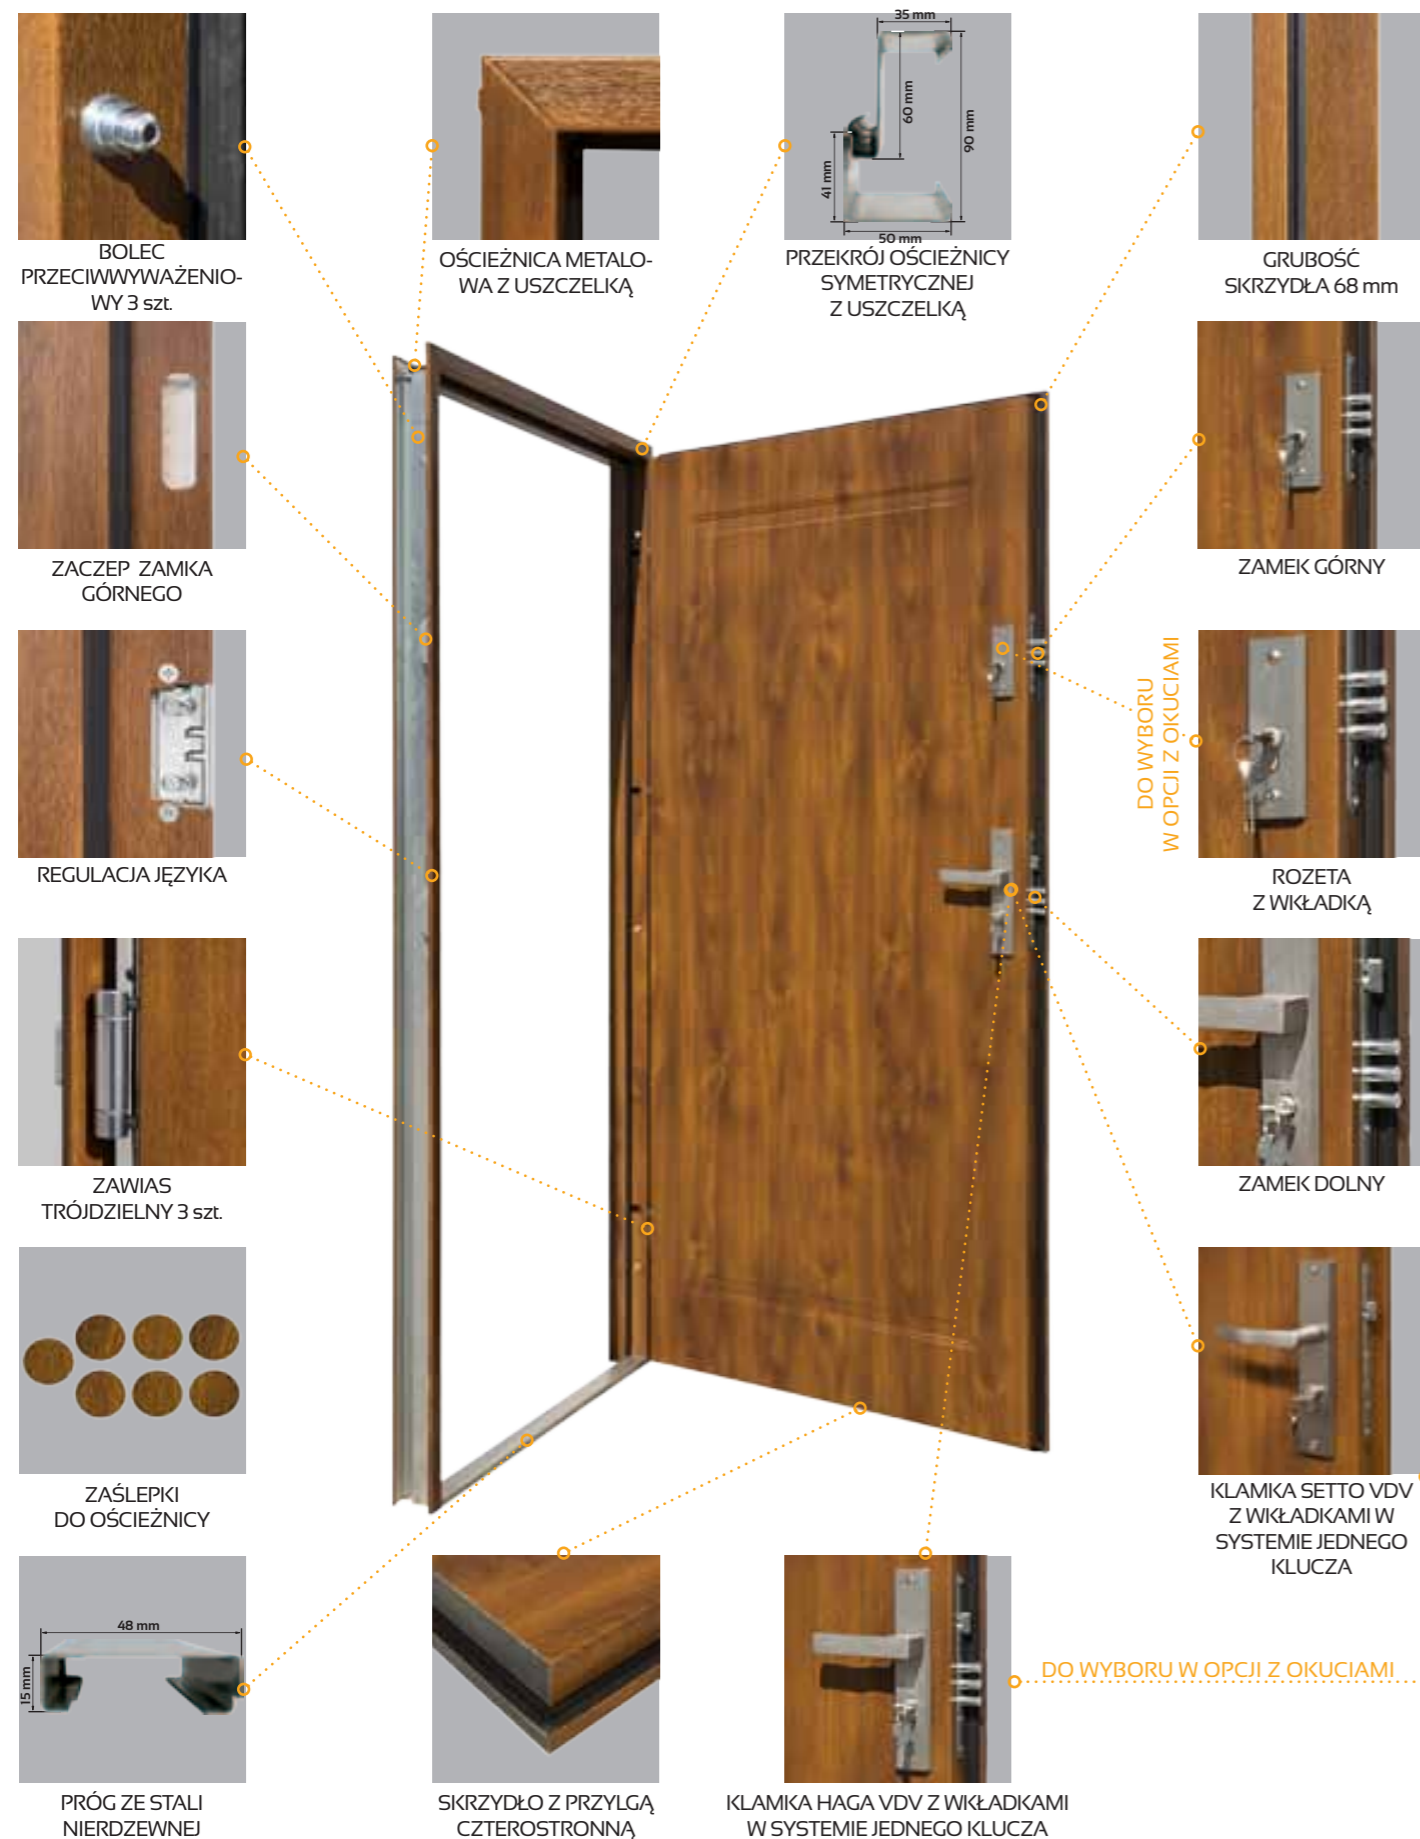 BOLEC
PRZECIWWYWAŻENIO-
WY 3 szt.
OŚCIEŻNICA METALO-
WA Z USZCZELKĄ
35 mm
60 mm
90 mm
41 mm
50 mm
PRZEKRÓJ OŚCIEŻNICY
SYMETRYCZNEJ
Z USZCZELKĄ
GRUBOŚĆ
SKRZYDŁA 68 mm
ZACZEP ZAMKA
GÓRNEGO
ZAMEK GÓRNY
REGULACJA JĘZYKA
DO WYBORU
W OPCJI Z OKUCIAMI
ROZETA
Z WKŁADKĄ
ZAWIAS
TRÓJDZIELNY 3 szt.
ZAMEK DOLNY
ZAŚLEPKI
DO OŚCIEŻNICY
KLAMKA SETTO VDV
Z WKŁADKAMI W
SYSTEMIE JEDNEGO
KLUCZA
48 mm
15 mm
PRÓG ZE STALI
NIERDZEWNEJ
SKRZYDŁO Z PRZYLGĄ
CZTEROSTRONNĄ
KLAMKA HAGA VDV Z WKŁADKAMI
W SYSTEMIE JEDNEGO KLUCZA
DO WYBORU W OPCJI Z OKUCIAMI